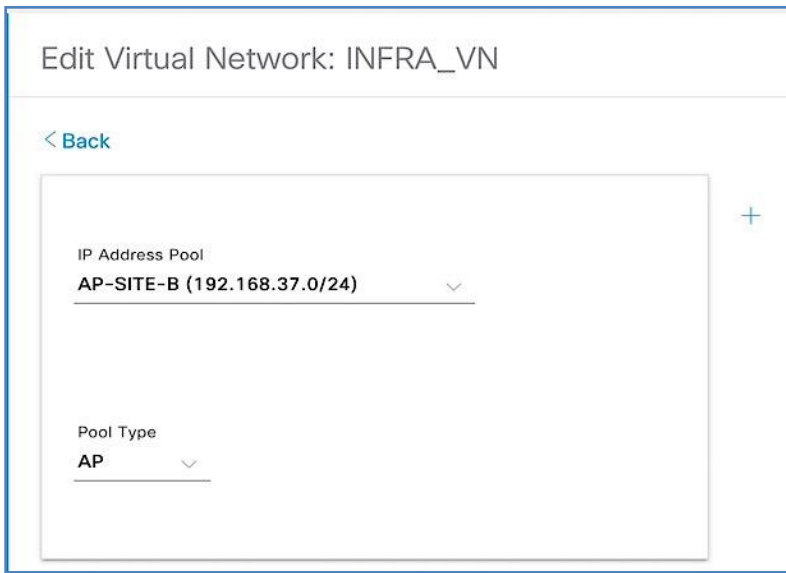 Edit Virtual Network: INFRA_VN
< Back
IP Address Pool
AP-SITE-B (192.168.37.0/24)
Pool Type
AP